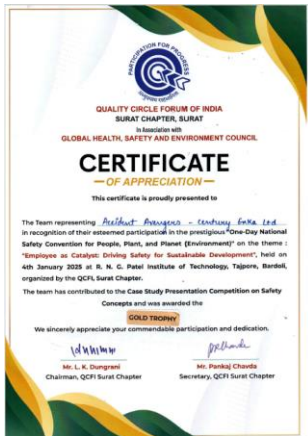 PARTICIPATION FOR PROGRESS
QUALITY CIRCLE FORUM OF INDIA
SURAT CHAPTER, SURAT
In Association with
GLOBAL HEALTH, SAFETY AND ENVIRONMENT COUNCIL
CERTIFICATE
—OF APPRECIATION—
This certificate is proudly presented to
The Team representing Accident Avengers - Century Enka Ltd
in recognition of their esteemed participation in the prestigious "One-Day National
Safety Convention for People, Plant, and Planet (Environment)" on the theme :
"Employee as Catalyst: Driving Safety for Sustainable Development", held on
4th January 2025 at R. N. G. Patel Institute of Technology, Tajpore, Bardoli,
organized by the QCFI, Surat Chapter.
The team has contributed to the Case Study Presentation Competition on Safety
Concepts and was awarded the
GOLD TROPHY
We sincerely appreciate your commendable participation and dedication.
Mr. L. K. Dungrani
Chairman, QCFI Surat Chapter
Mr. Pankaj Chavda
Secretary, QCFI Surat Chapter